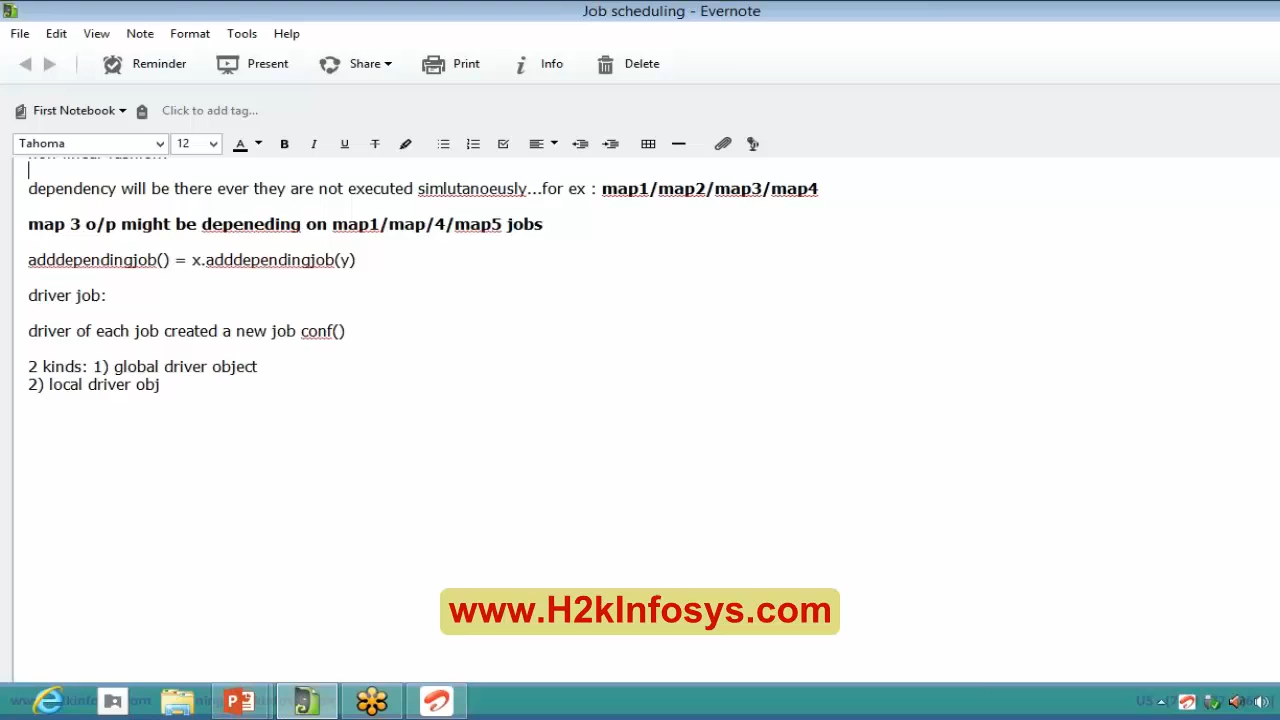 Job scheduling - Evernote
File Edit View Note Format Tools Help
Reminder Present Share Print Info Delete
First Notebook Click to add tag...
Tahoma 12 A B I U T
dependency will be there ever they are not executed simlutanoeusly...for ex : map1/map2/map3/map4
map 3 o/p might be depeneding on map1/map/4/map5 jobs
adddependingjob() = x.adddependingjob(y)
driver job:
driver of each job created a new job conf()
2 kinds: 1) global driver object
2) local driver obj
www.H2kInfosys.com
US